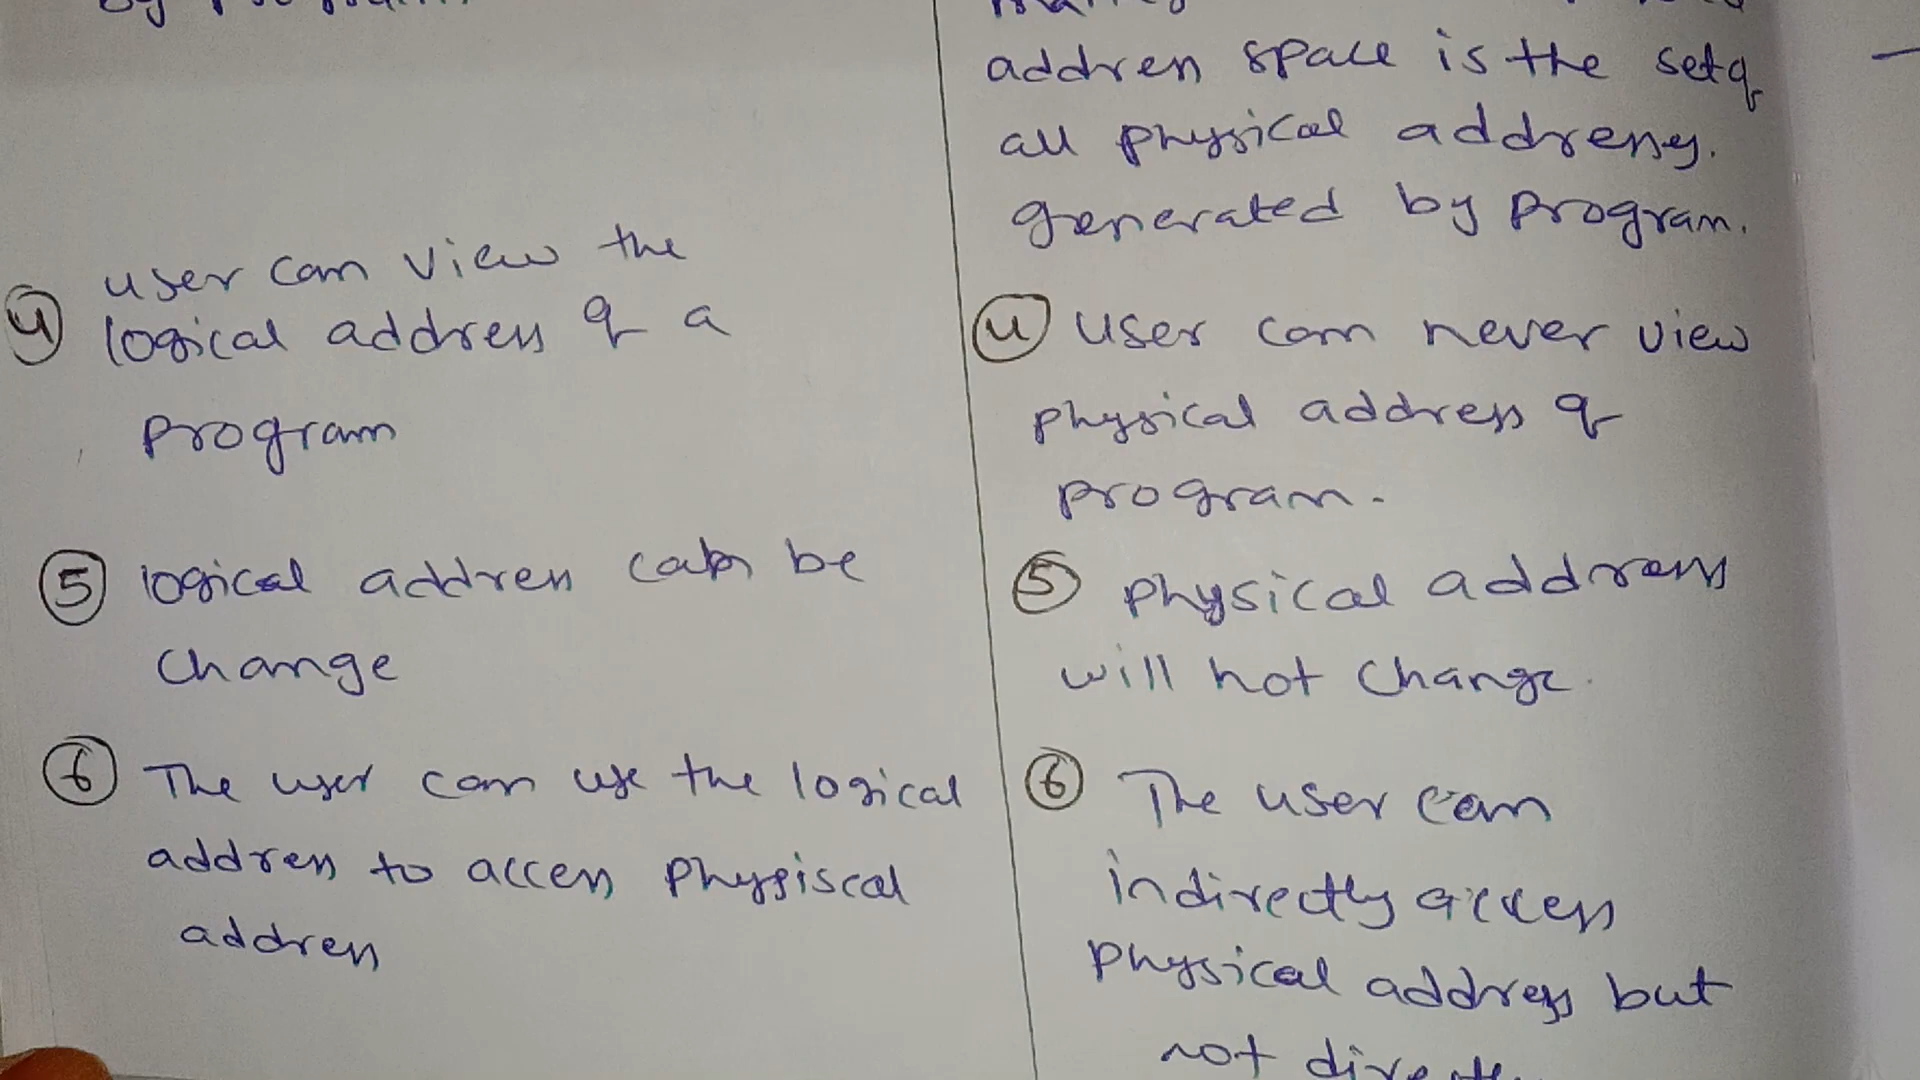 by program.
user can view the
4 logical address of a
program
5 logical address can be
change
6 The user can use the logical
address to access physiscal
address
address space is the set of
all physical address.
generated by program.
4 user can never view
physical address of
program.
5 physical address
will not change.
6 The user can
indirectly access
physical address but
not